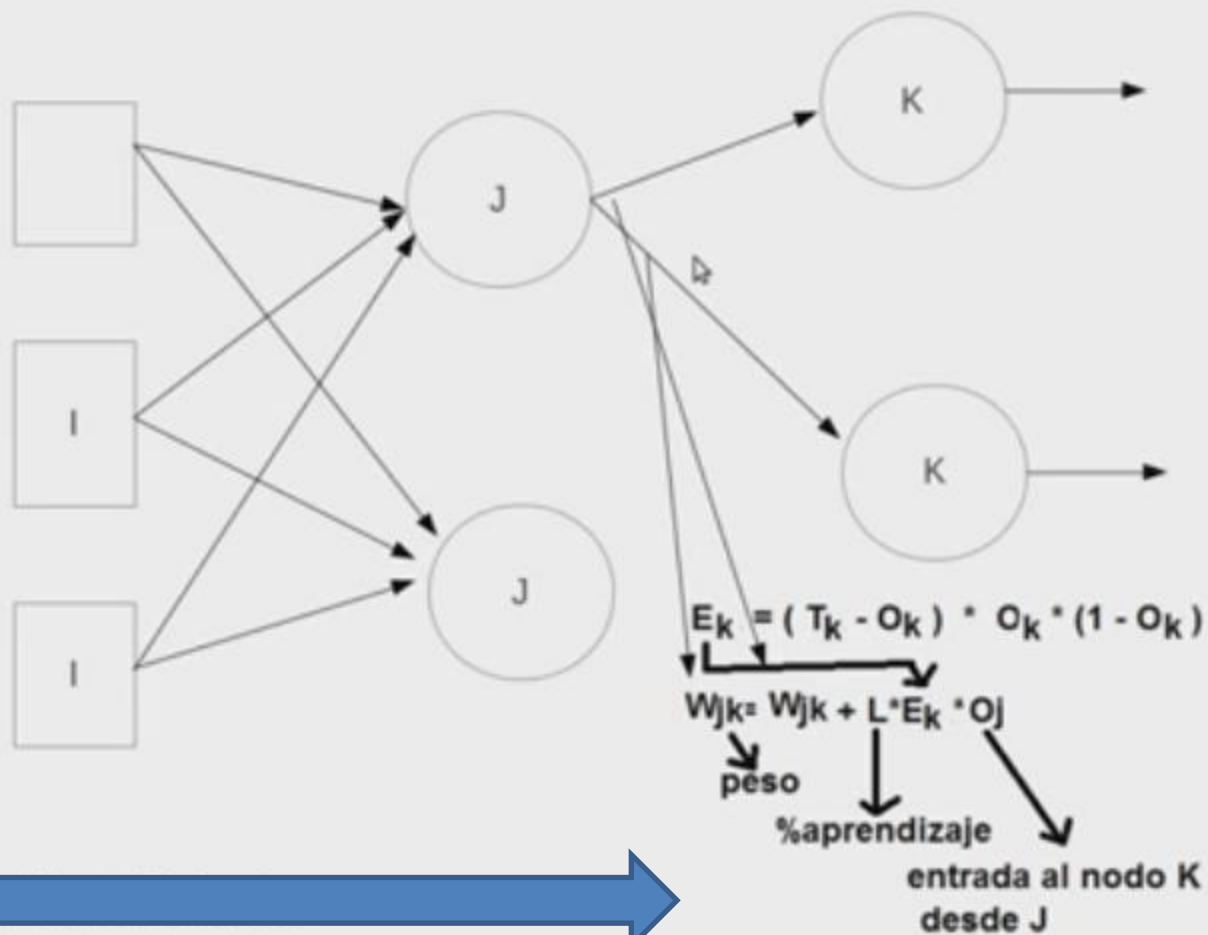 K
J
I
K
J
I
Ek = ( Tk - Ok ) * Ok * (1 - Ok )
Wjk= Wjk + L*Ek *Oj
peso
%aprendizaje
entrada al nodo K
desde J